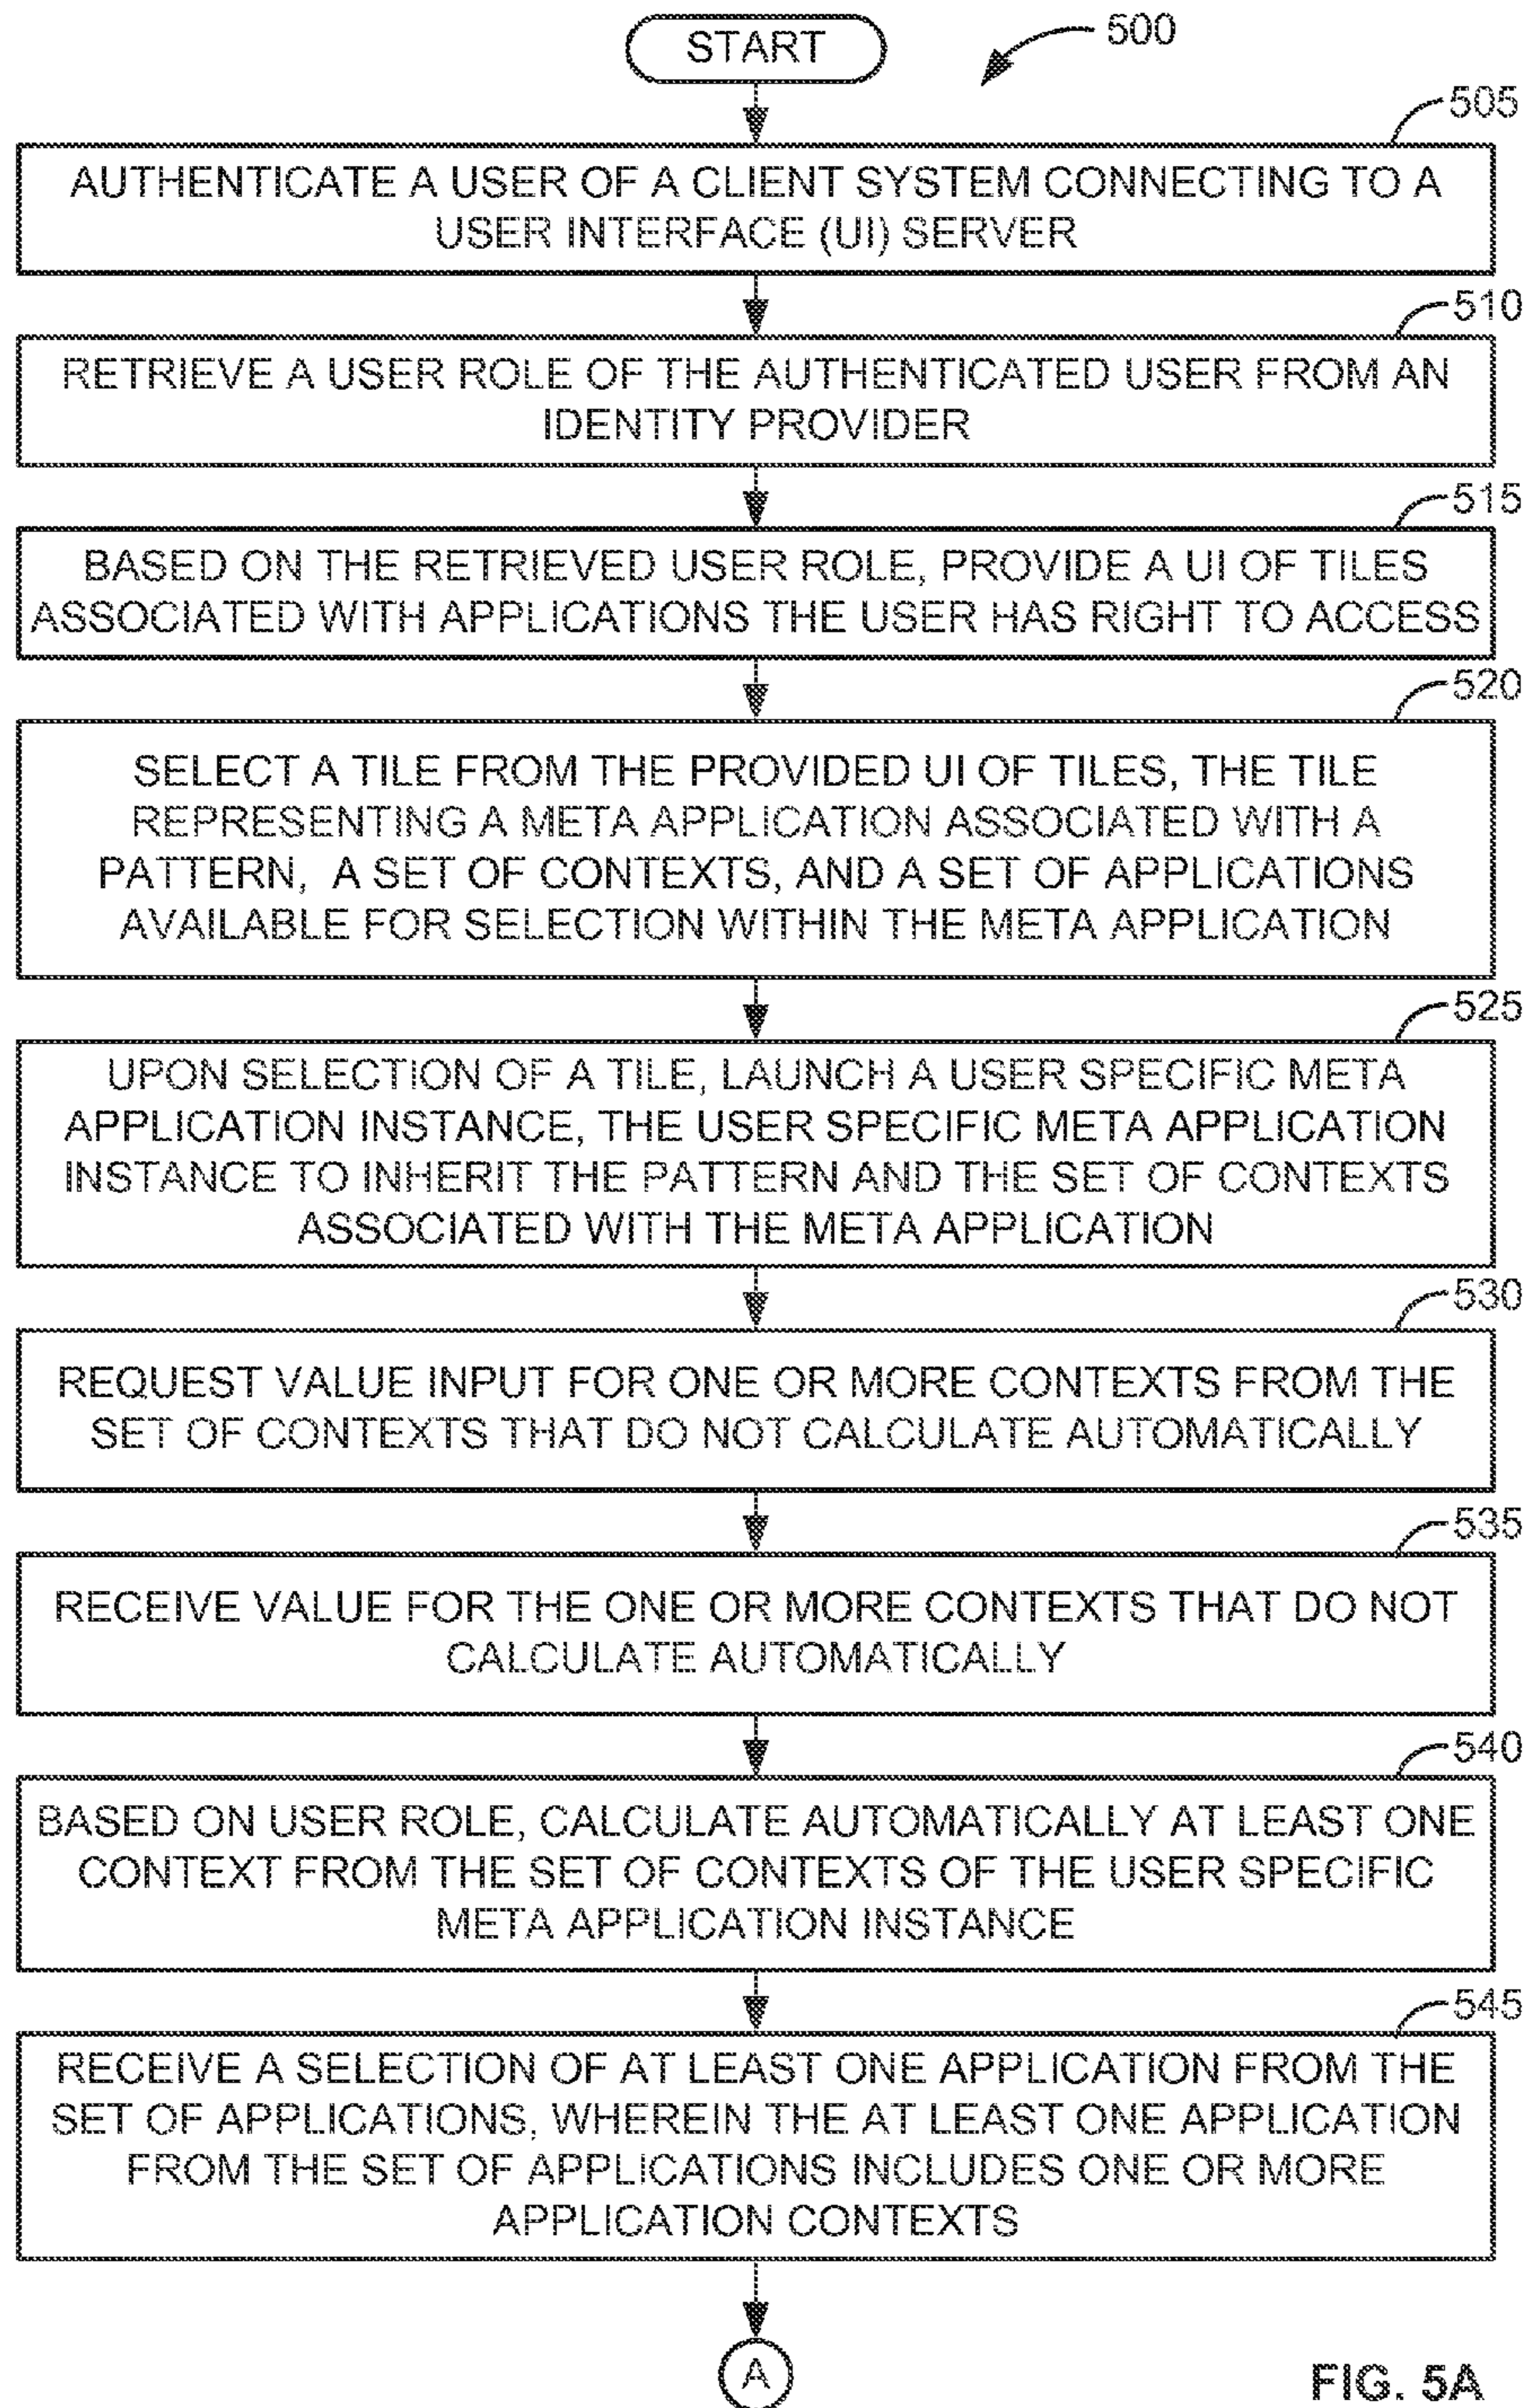 START
500
505
AUTHENTICATE A USER OF A CLIENT SYSTEM CONNECTING TO A
USER INTERFACE (UI) SERVER
510
RETRIEVE A USER ROLE OF THE AUTHENTICATED USER FROM AN
IDENTITY PROVIDER
515
BASED ON THE RETRIEVED USER ROLE, PROVIDE A UI OF TILES
ASSOCIATED WITH APPLICATIONS THE USER HAS RIGHT TO ACCESS
520
SELECT A TILE FROM THE PROVIDED UI OF TILES, THE TILE
REPRESENTING A META APPLICATION ASSOCIATED WITH A
PATTERN, A SET OF CONTEXTS, AND A SET OF APPLICATIONS
AVAILABLE FOR SELECTION WITHIN THE META APPLICATION
525
UPON SELECTION OF A TILE, LAUNCH A USER SPECIFIC META
APPLICATION INSTANCE, THE USER SPECIFIC META APPLICATION
INSTANCE TO INHERIT THE PATTERN AND THE SET OF CONTEXTS
ASSOCIATED WITH THE META APPLICATION
530
REQUEST VALUE INPUT FOR ONE OR MORE CONTEXTS FROM THE
SET OF CONTEXTS THAT DO NOT CALCULATE AUTOMATICALLY
535
RECEIVE VALUE FOR THE ONE OR MORE CONTEXTS THAT DO NOT
CALCULATE AUTOMATICALLY
540
BASED ON USER ROLE, CALCULATE AUTOMATICALLY AT LEAST ONE
CONTEXT FROM THE SET OF CONTEXTS OF THE USER SPECIFIC
META APPLICATION INSTANCE
545
RECEIVE A SELECTION OF AT LEAST ONE APPLICATION FROM THE
SET OF APPLICATIONS, WHEREIN THE AT LEAST ONE APPLICATION
FROM THE SET OF APPLICATIONS INCLUDES ONE OR MORE
APPLICATION CONTEXTS
A
FIG. 5A